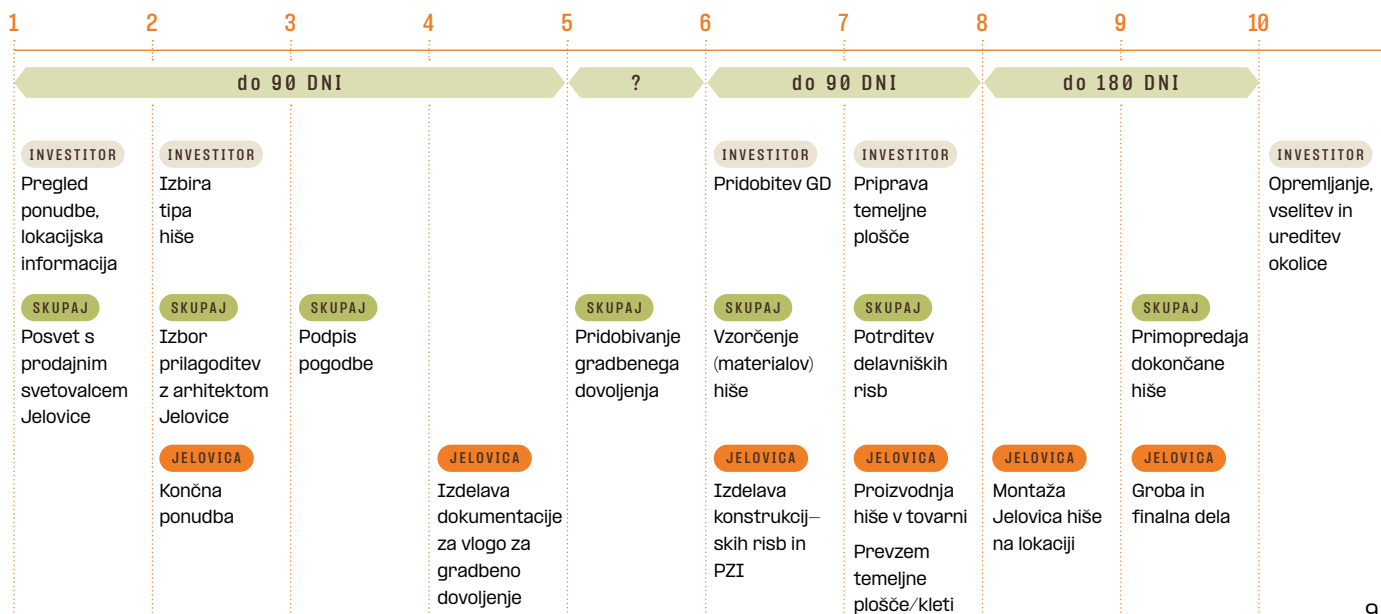 1 2 3 4 5 6 7 8 9 10
do 90 DNI ? do 90 DNI do 180 DNI
INVESTITOR
Pregled
ponudbe,
lokacijska
informacija
INVESTITOR
Izbira
tipa
hiše
INVESTITOR
Pridobitev GD
INVESTITOR
Priprava
temeljne
plošče
INVESTITOR
Opremljanje,
vselitev in
ureditev
okolice
SKUPAJ
Posvet s
prodajnim
svetovalcem
Jelovice
SKUPAJ
Izbor
prilagoditev
z arhitektom
Jelovice
SKUPAJ
Podpis
pogodbe
SKUPAJ
Pridobivanje
gradbenega
dovoljenja
SKUPAJ
Vzorčenje
(materialov)
hiše
SKUPAJ
Potrditev
delavniških
risb
SKUPAJ
Primopredaja
dokončane
hiše
JELOVICA
Končna
ponudba
JELOVICA
Izdelava
dokumentacije
za vlogo za
gradbeno
dovoljenje
JELOVICA
Izdelava
konstrukcij–
skih risb in
PZI
JELOVICA
Proizvodnja
hiše v tovarni
Prevzem
temeljne
plošče/kleti
JELOVICA
Montaža
Jelovica hiše
na lokaciji
JELOVICA
Groba in
finalna dela